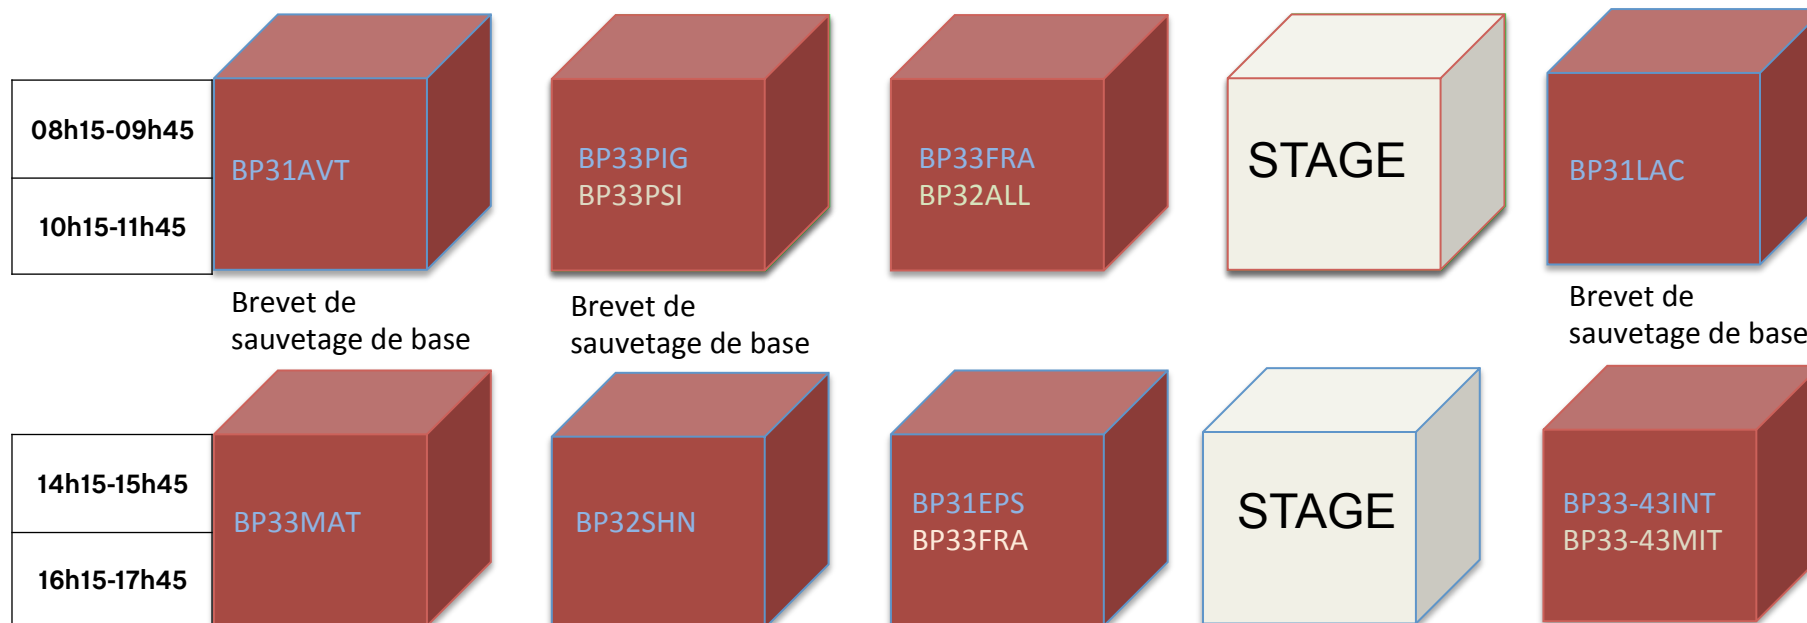 08h15-09h45
10h15-11h45
BP31AVT
BP33PIG
BP33PSI
BP33FRA
BP32ALL
STAGE
BP31LAC
Brevet de
sauvetage de base
Brevet de
sauvetage de base
Brevet de
sauvetage de base
14h15-15h45
16h15-17h45
BP33MAT
BP32SHN
BP31EPS
BP33FRA
STAGE
BP33-43INT
BP33-43MIT